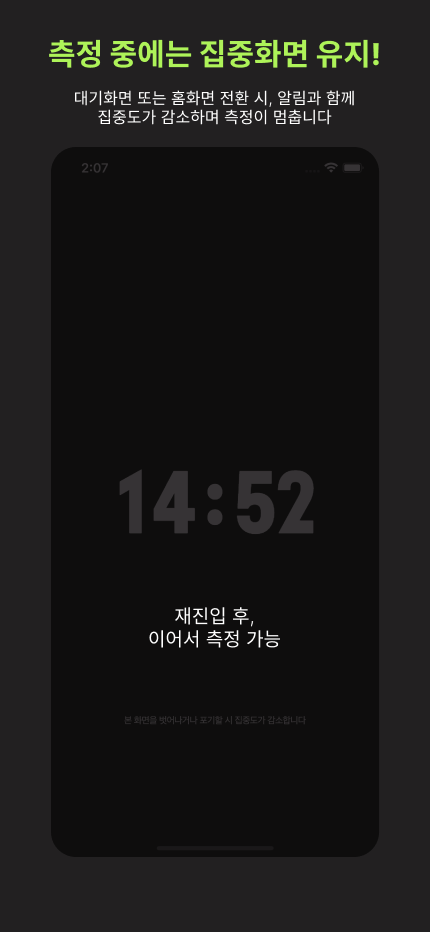 측정 중에는 집중화면 유지!
대기화면 또는 홈화면 전환 시, 알림과 함께
집중도가 감소하며 측정이 멈춥니다
2:07
14:52
재진입 후,
이어서 측정 가능
본 화면을 벗어나거나 포기할 시 집중도가 감소합니다